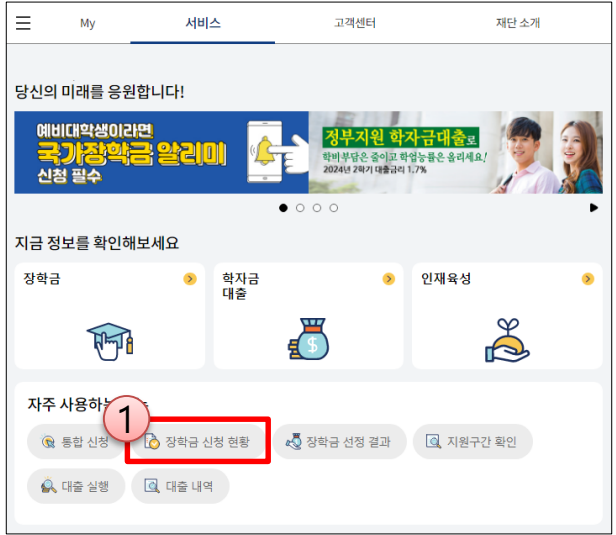 My 서비스 고객센터 재단 소개
당신의 미래를 응원합니다!
예비대학생이라면
국가장학금 알리미
신청 필수
정부지원 학자금대출로
학비부담은 줄이고 학업능률은 올리세요!
2024년 2학기 대출금리 1.7%
지금 정보를 확인해보세요
장학금
학자금
대출
인재육성
자주 사용하는
1
통합 신청 장학금 신청 현황 장학금 선정 결과 지원구간 확인
대출 실행 대출 내역